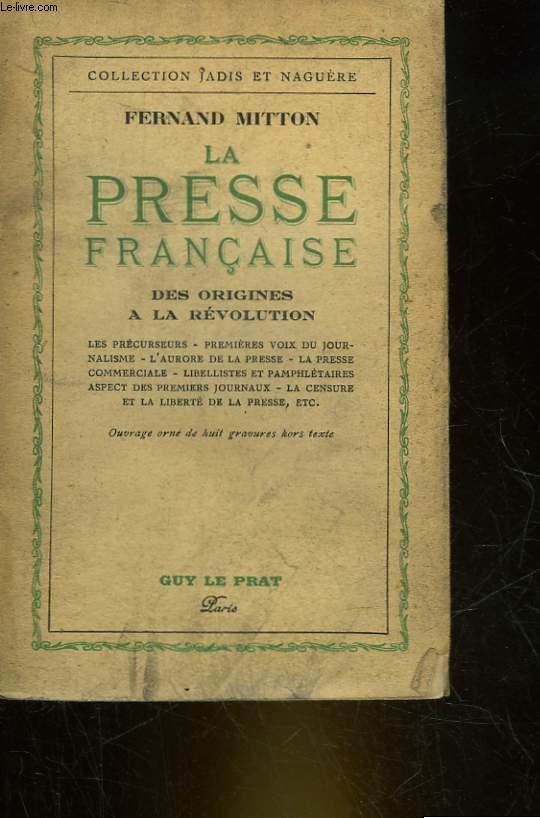 Le-livre.com
COLLECTION JADIS ET NAGUÈRE
FERNAND MITTON
LA
PRESSE
FRANÇAISE
DES ORIGINES
A LA RÉVOLUTION
LES PRÉCURSEURS - PREMIÈRES VOIX DU JOUR-
NALISME - L'AURORE DE LA PRESSE - LA PRESSE
COMMERCIALE - LIBELLISTES ET PAMPHLÉTAIRES
ASPECT DES PREMIERS JOURNAUX - LA CENSURE
ET LA LIBERTÉ DE LA PRESSE, ETC.
Ouvrage orné de huit gravures hors texte
GUY LE PRAT
Paris